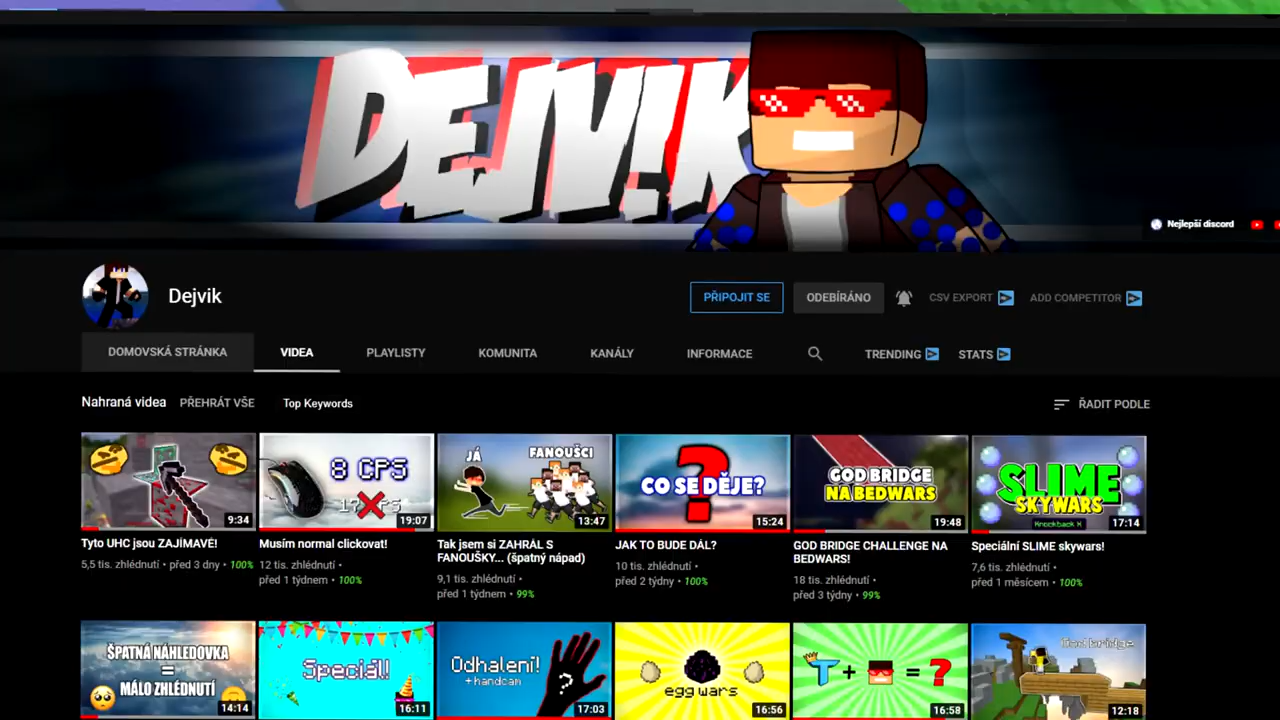 DEJVIK
Nejlepší discord
Dejvik
PŘIPOJIT SE
ODEBÍRÁNO
CSV EXPORT
ADD COMPETITOR
DOMOVSKÁ STRÁNKA
VIDEA
PLAYLISTY
KOMUNITA
KANÁLY
INFORMACE
TRENDING
STATS
Nahraná videa
PŘEHRÁT VŠE
Top Keywords
ŘADIT PODLE
9:34
Tyto UHC jsou ZAJÍMAVÉ!
5,5 tis. zhlédnutí • před 3 dny • 100%
8 CPS
19:07
Musím normal clickovat!
12 tis. zhlédnutí •
před 1 týdnem • 100%
JÁ
FANOUŠCI
13:47
Tak jsem si ZAHRÁL S
FANOUŠKY... (špatný nápad)
9,1 tis. zhlédnutí •
před 1 týdnem • 99%
CO SE DĚJE?
15:24
JAK TO BUDE DÁL?
10 tis. zhlédnutí •
před 2 týdny • 100%
GOD BRIDGE
NA BEDWARS
19:48
GOD BRIDGE CHALLENGE NA
BEDWARS!
18 tis. zhlédnutí •
před 3 týdny • 99%
SLIME
SKYWARS
Knockback X
17:14
Speciální SLIME skywars!
7,6 tis. zhlédnutí •
před 1 měsícem • 100%
ŠPATNÁ NÁHLEDOVKA
=
MÁLO ZHLÉDNUTÍ
14:14
Speciál!
16:11
Odhalení!
+ handcam
?
17:03
egg wars
16:56
T + = ?
16:58
God bridge
12:18